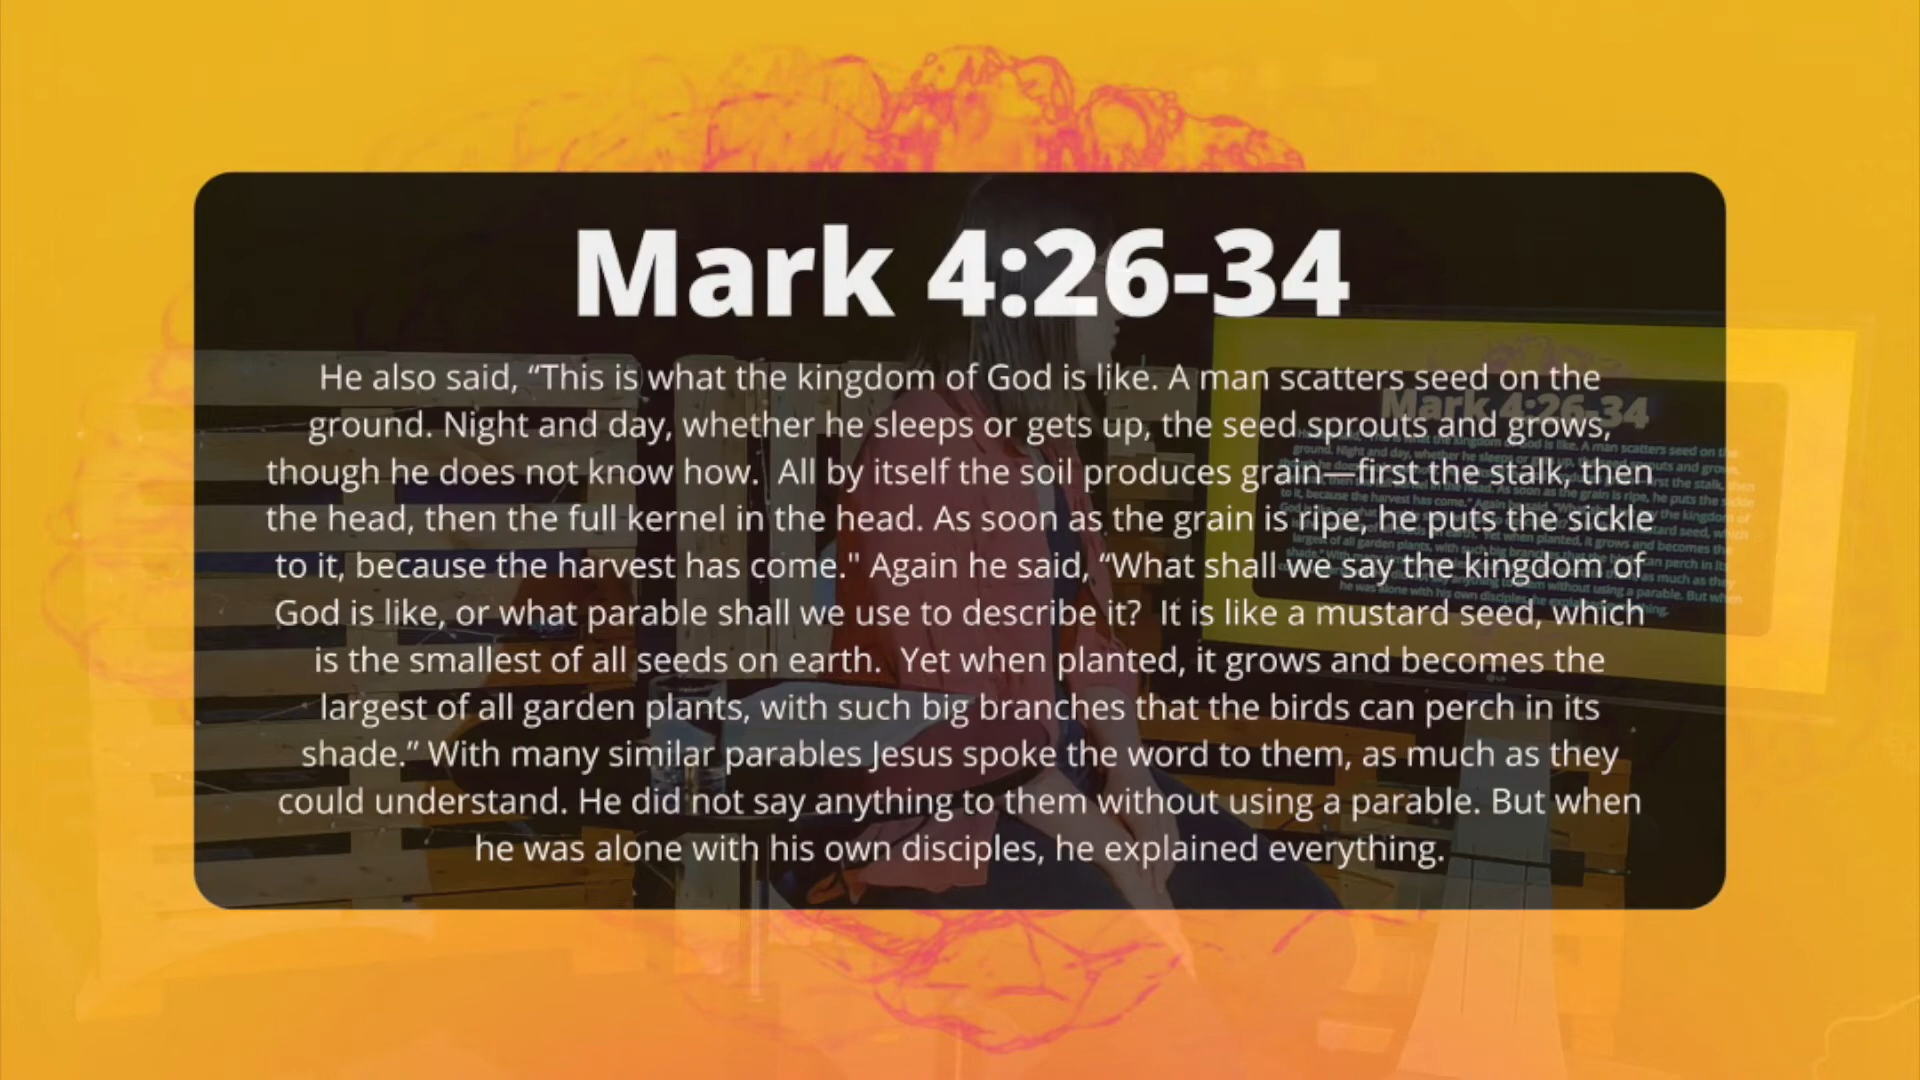 Mark 4:26-34
He also said, “This is what the kingdom of God is like. A man scatters seed on the
ground. Night and day, whether he sleeps or gets up, the seed sprouts and grows,
though he does not know how.  All by itself the soil produces grain—first the stalk, then
the head, then the full kernel in the head. As soon as the grain is ripe, he puts the sickle
to it, because the harvest has come." Again he said, “What shall we say the kingdom of
God is like, or what parable shall we use to describe it?  It is like a mustard seed, which
is the smallest of all seeds on earth.  Yet when planted, it grows and becomes the
largest of all garden plants, with such big branches that the birds can perch in its
shade.” With many similar parables Jesus spoke the word to them, as much as they
could understand. He did not say anything to them without using a parable. But when
he was alone with his own disciples, he explained everything.
Mark 4:26-34